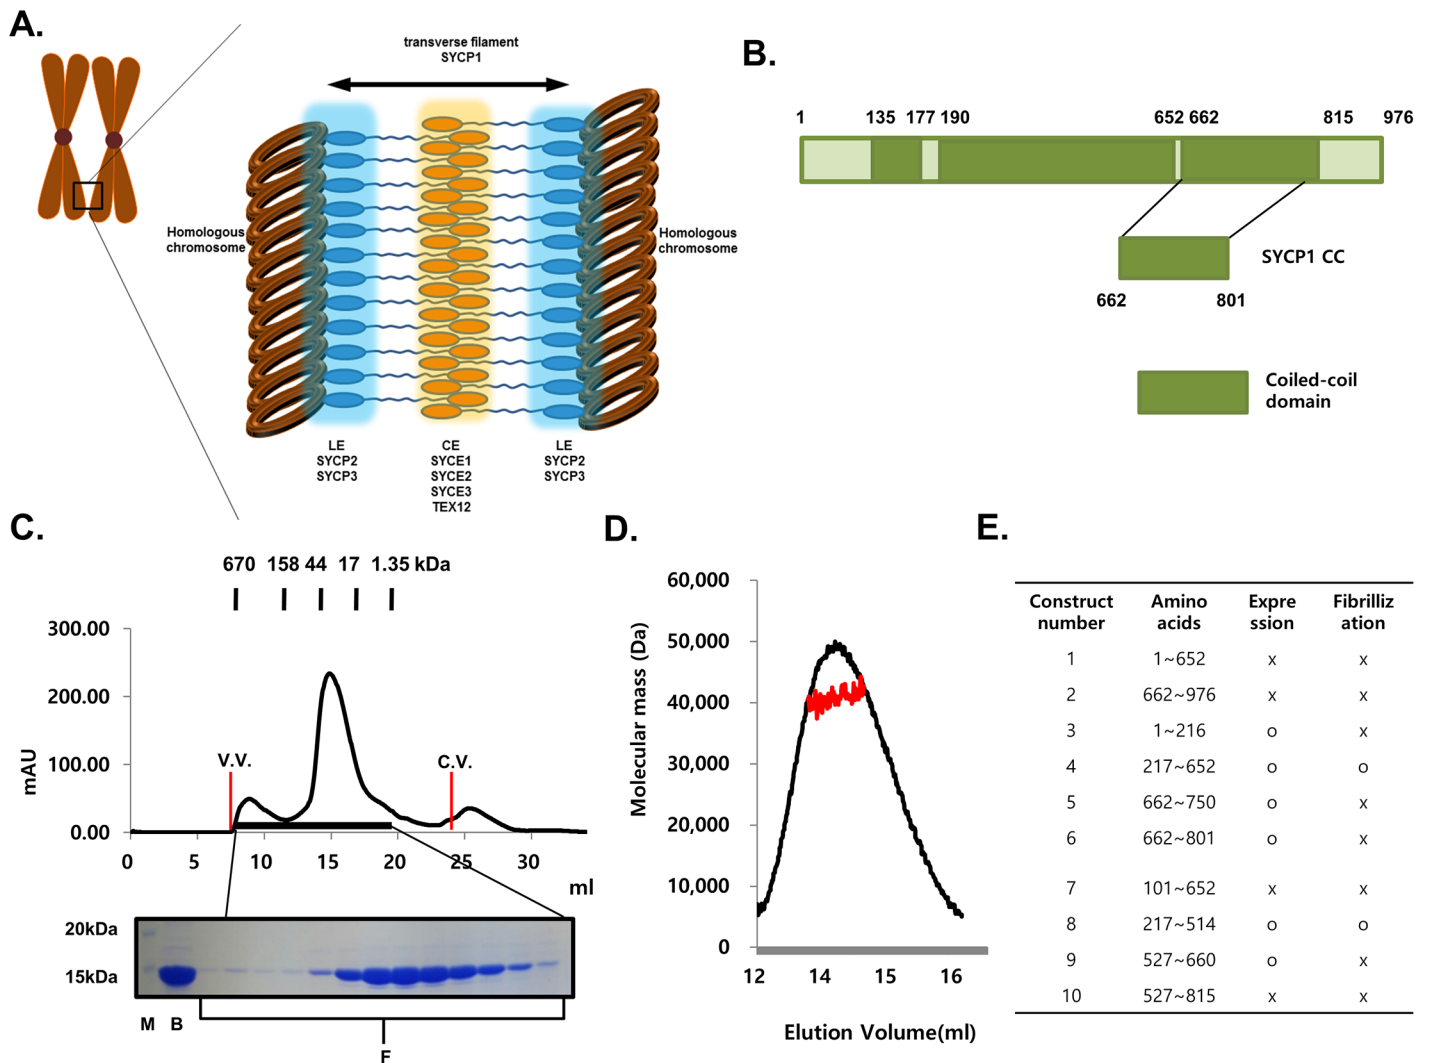 A.
transverse filament
SYCP1
Homologous
chromosome
Homologous
chromosome
LE
SYCP2
SYCP3
CE
SYCE1
SYCE2
SYCE3
TEX12
LE
SYCP2
SYCP3
B.
1 135 177 190 652 662 815 976
SYCP1 CC
662 801
Coiled-coil
domain
C.
670 158 44 17 1.35 kDa
300.00
200.00
100.00
0.00
mAU
V.V.
C.V.
0 5 10 15 20 25 30
ml
20kDa
15kDa
M B
F
D.
60,000
50,000
40,000
30,000
20,000
10,000
0
Molecular mass (Da)
12 14 15 16
Elution Volume(ml)
E.
Construct number Amino acids Expre ssion Fibrilliz ation
1 1~652 x x
2 662~976 x x
3 1~216 o x
4 217~652 o o
5 662~750 o x
6 662~801 o x
7 101~652 x x
8 217~514 o o
9 527~660 o x
10 527~815 x x